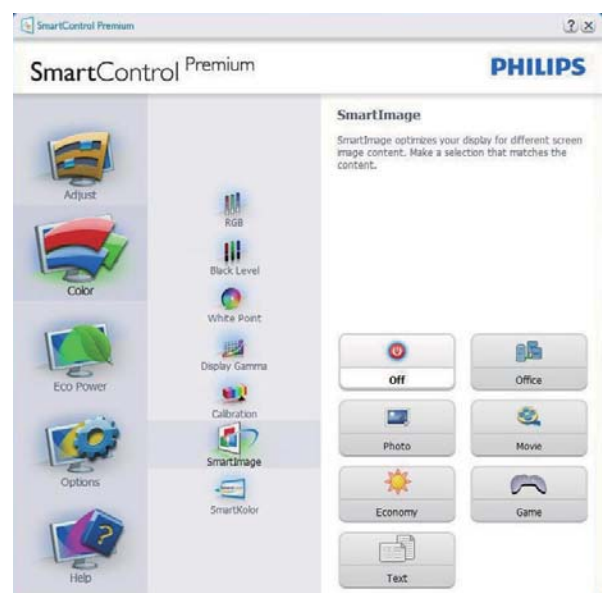 SmartControl Premium
SmartControl Premium
PHILIPS
Adjust
Color
Eco Power
Options
Help
RGB
Black Level
White Point
Display Gamma
Calibration
SmartImage
SmartKolor
SmartImage
SmartImage optimizes your display for different screen
image content. Make a selection that matches the
content.
Off
Office
Photo
Movie
Economy
Game
Text